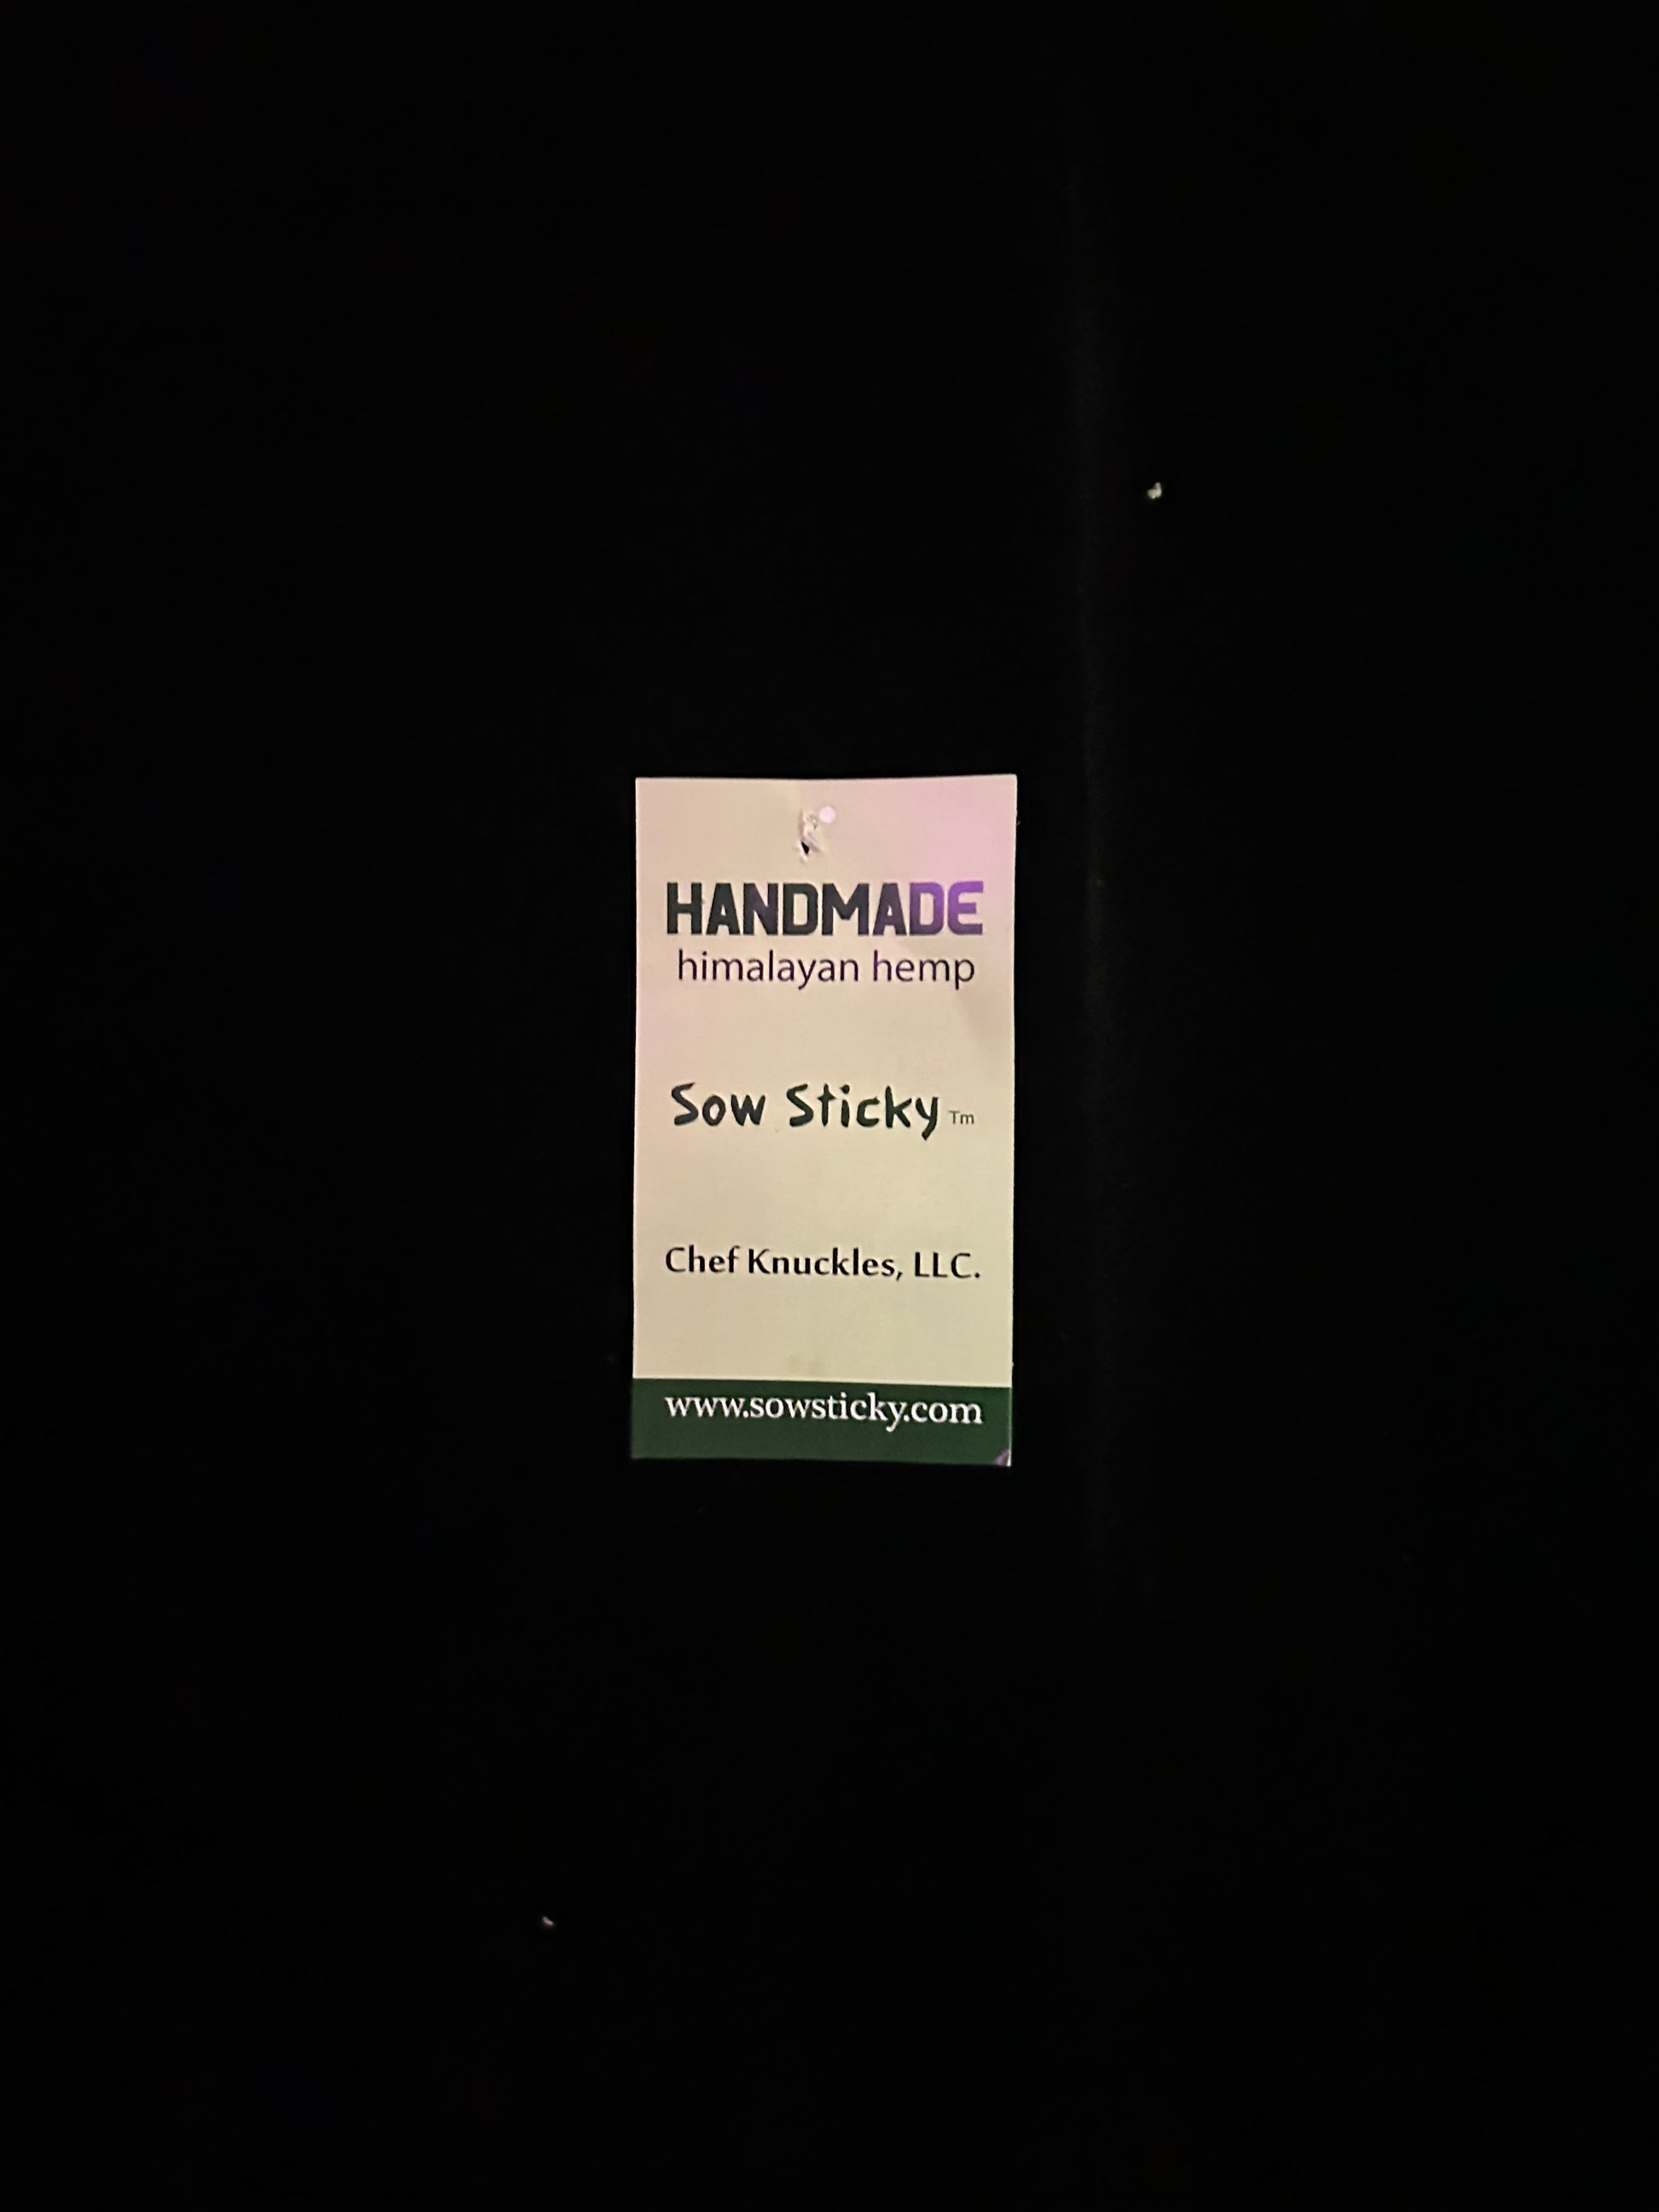 HANDMADE
himalayan hemp
Sow Sticky Tm
Chef Knuckles, LLC.
www.sowsticky.com